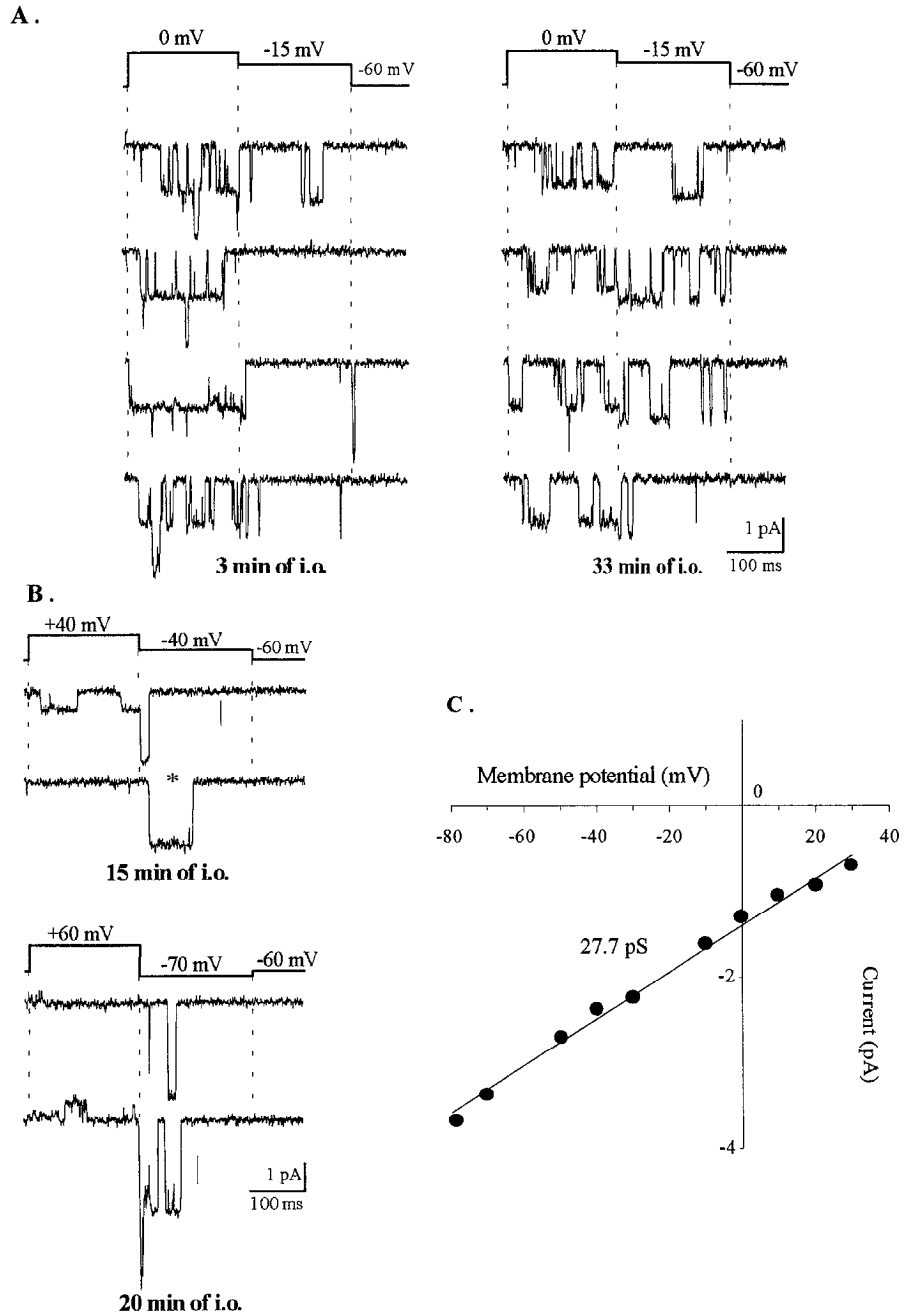 A .
0 mV
-15 mV
-60 mV
0 mV
-15 mV
-60 mV
1 pA
100 ms
3 min of i.o.
33 min of i.o.
B .
+40 mV
-40 mV
-60 mV
*
15 min of i.o.
+60 mV
-70 mV
-60 mV
1 pA
100 ms
20 min of i.o.
C .
Membrane potential (mV)
0
-80 -60 -40 -20 20 40
27.7 pS
-2
Current (pA)
-4